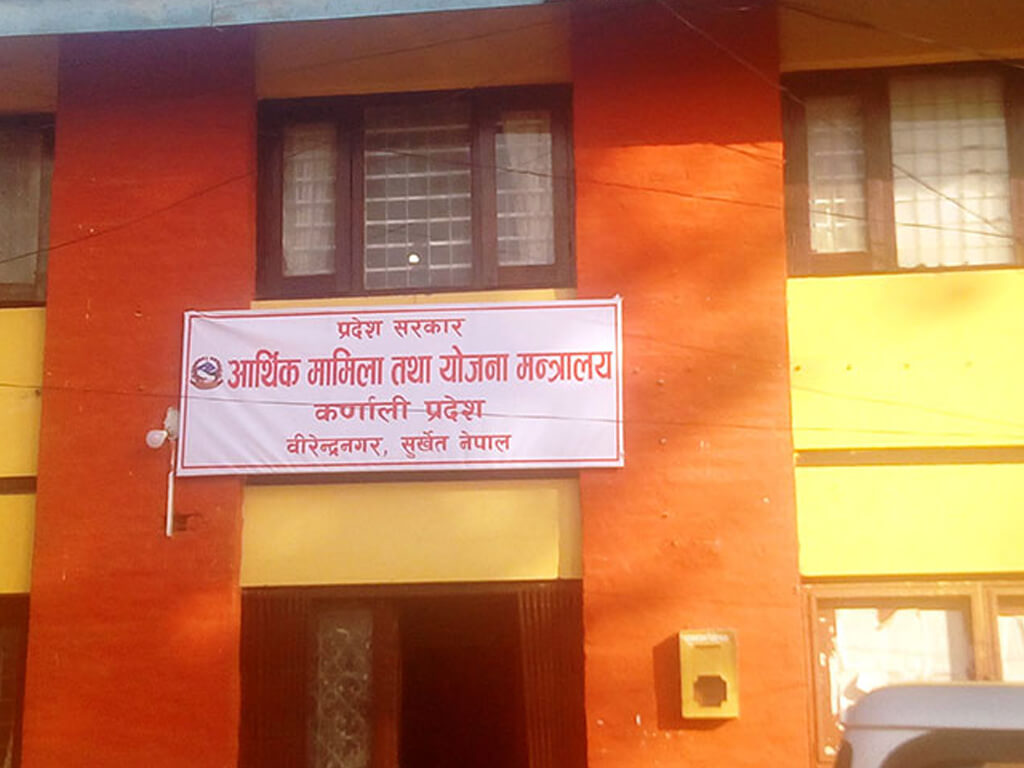 प्रदेश सरकार
आर्थिक मामिला तथा योजना मन्त्रालय
कर्णाली प्रदेश
वीरेन्द्रनगर, सुर्खेत नेपाल